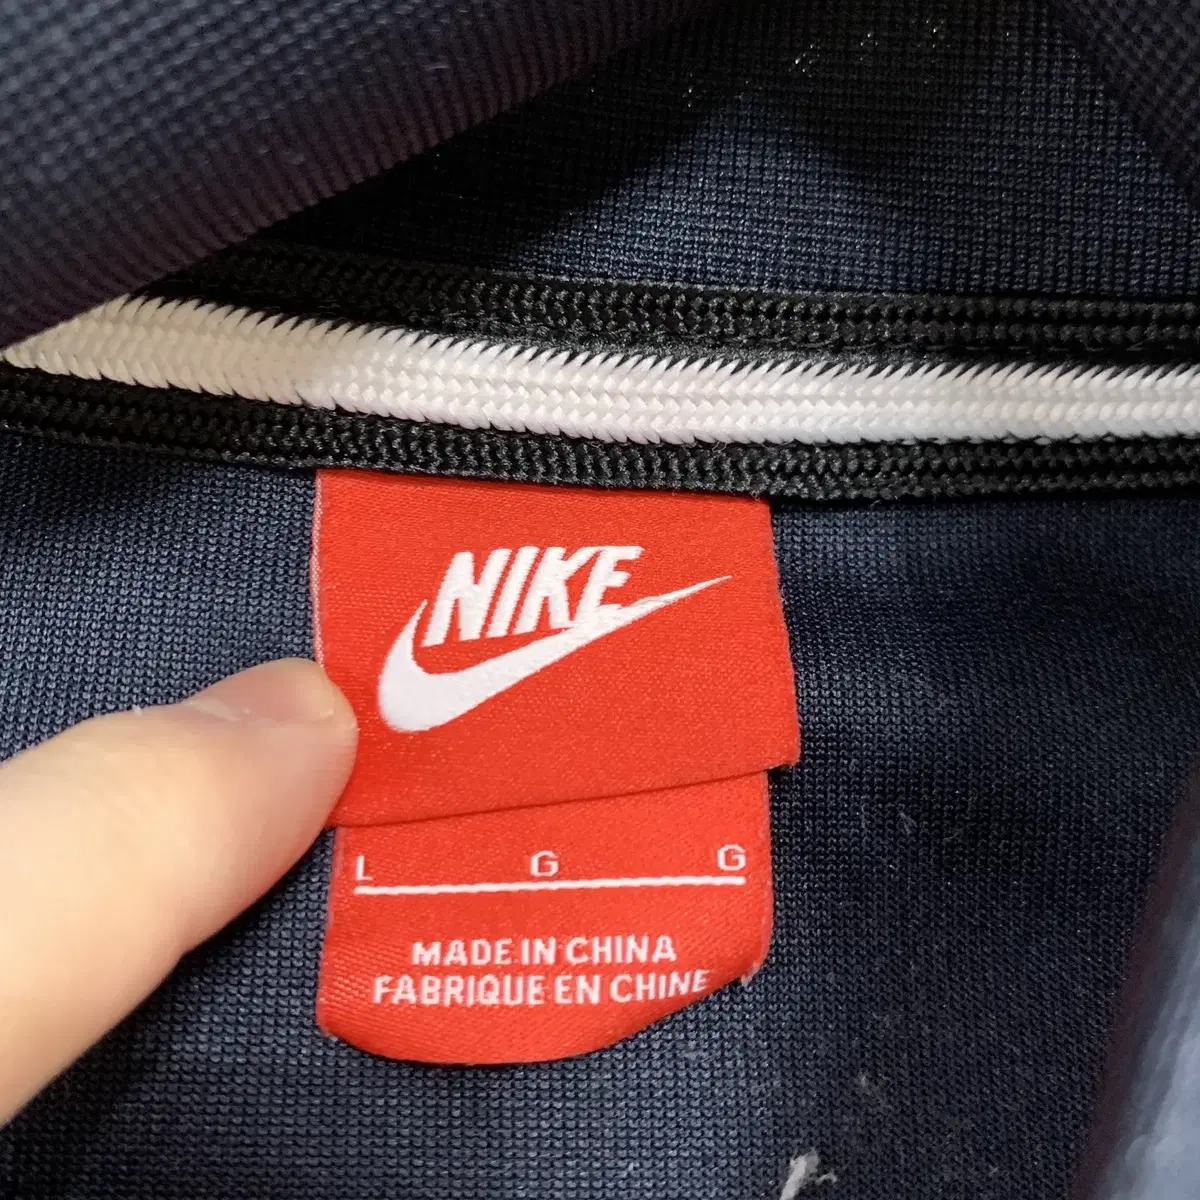 NIKE
L G G
MADE IN CHINA
FABRIQUE EN CHINE